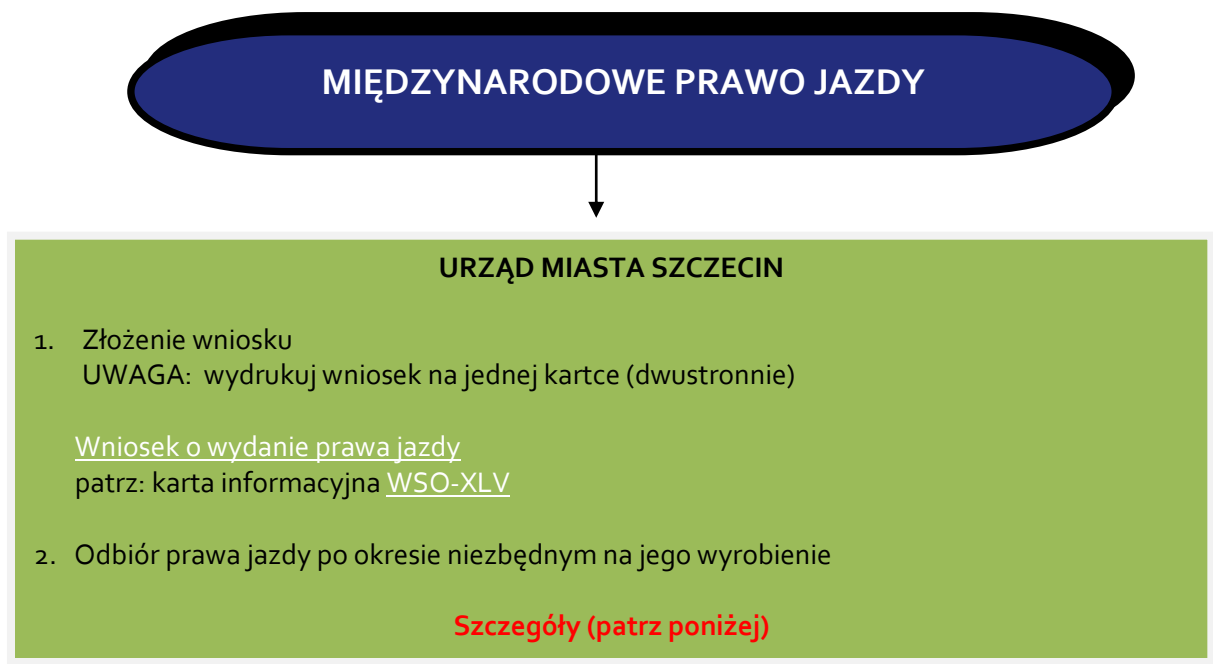 MIĘDZYNARODOWE PRAWO JAZDY
URZĄD MIASTA SZCZECIN
1. Złożenie wniosku
UWAGA: wydrukuj wniosek na jednej kartce (dwustronnie)
Wniosek o wydanie prawa jazdy
patrz: karta informacyjna WSO-XLV
2. Odbiór prawa jazdy po okresie niezbędnym na jego wyrobienie
Szczegóły (patrz poniżej)